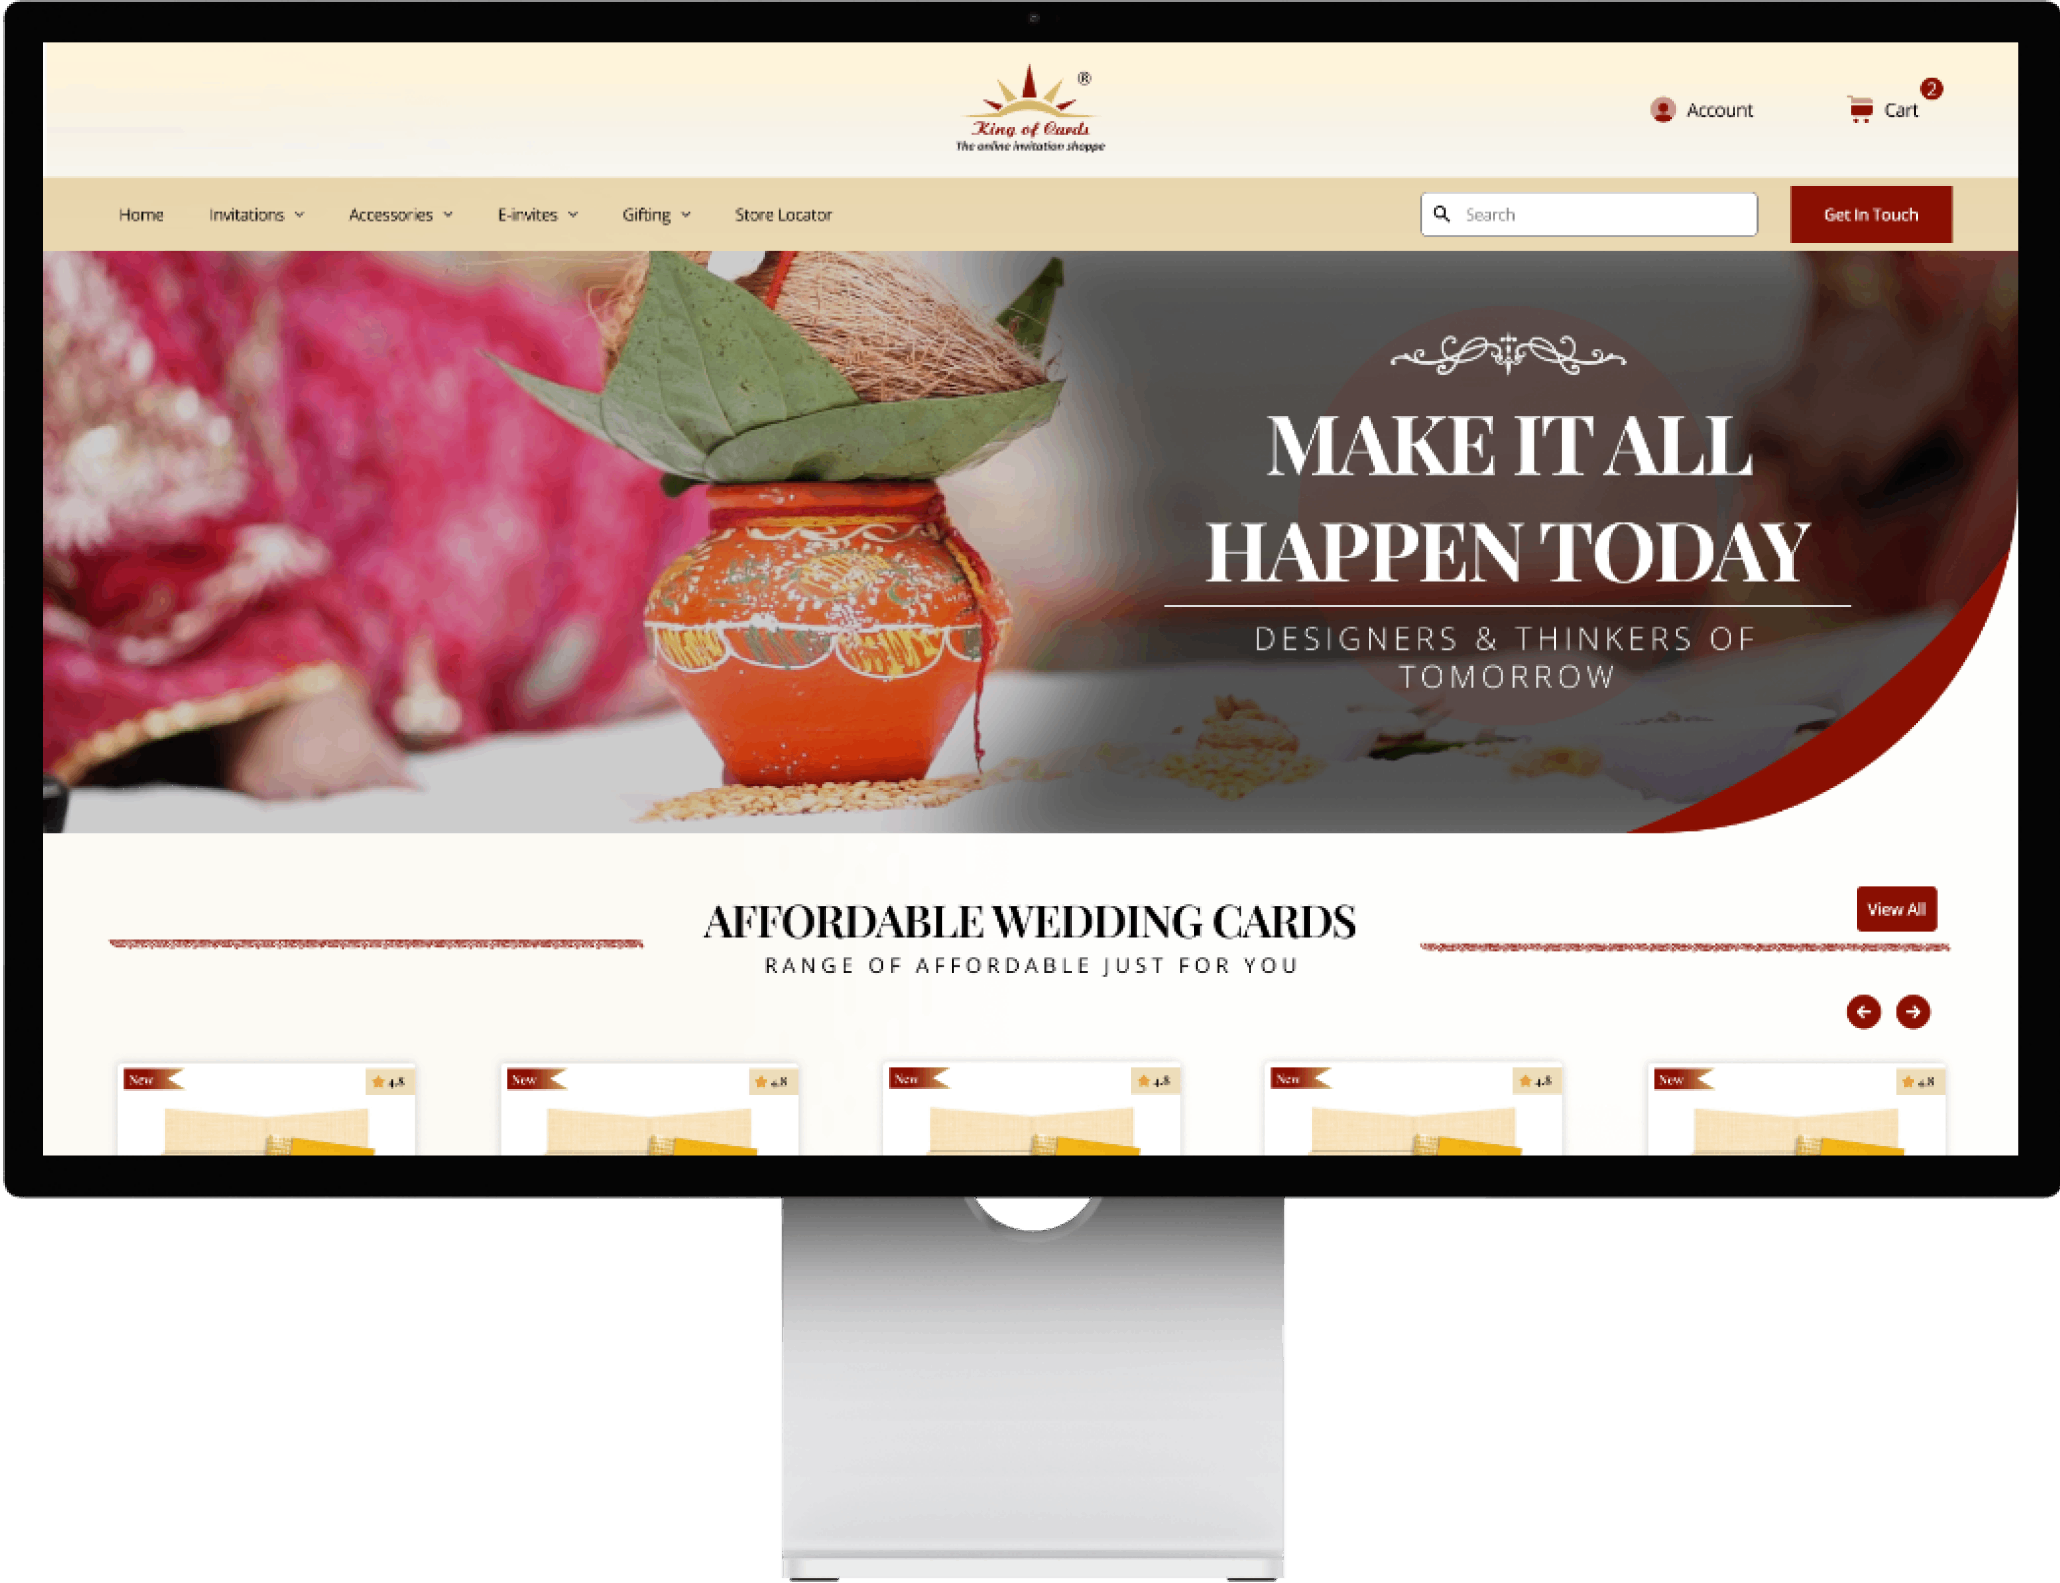 ®
King of Cards
The online invitation shoppe
Account
Cart
2
Home
Invitations
Accessories
E-invites
Gifting
Store Locator
Search
Get In Touch
MAKE IT ALL
HAPPEN TODAY
DESIGNERS & THINKERS OF
TOMORROW
AFFORDABLE WEDDING CARDS
RANGE OF AFFORDABLE JUST FOR YOU
View All
New
4.8
New
4.8
New
4.8
New
4.8
New
4.8